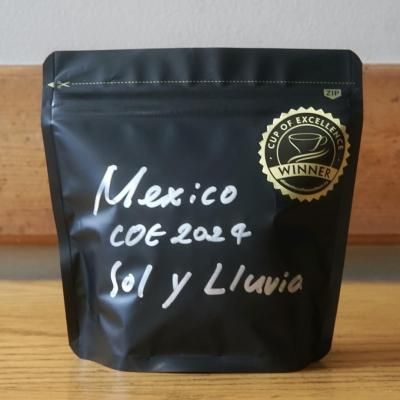 ZIP
CUP OF EXCELLENCE
WINNER
Mexico
COE 2024
Sol y Lluvia